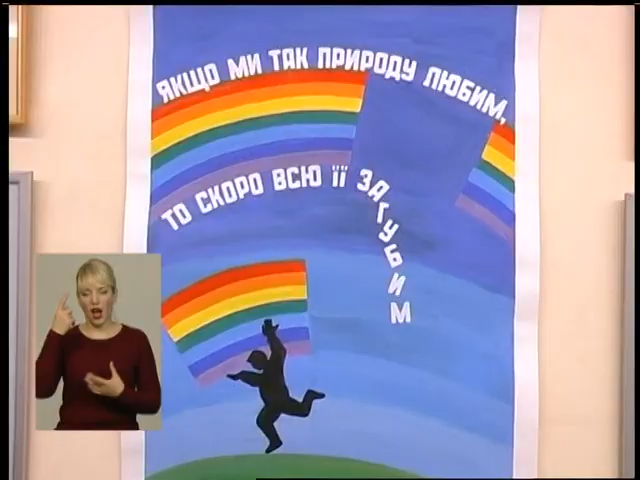 ЯКЩО МИ ТАК ПРИРОДУ ЛЮБИМ,
ТО СКОРО ВСЮ ЇЇ ЗАГУБИМ